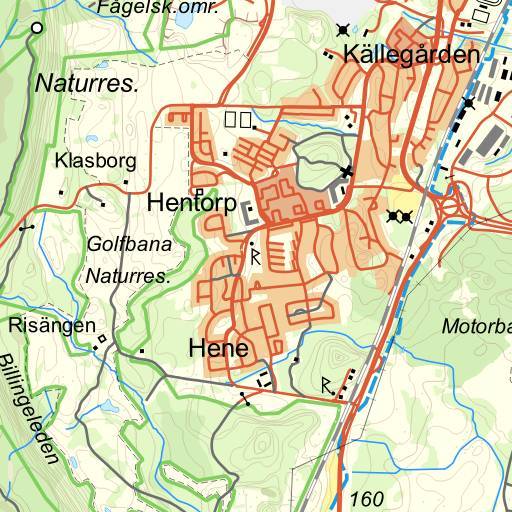 Fågelsk.omr.
Källegården
Naturres.
Klasborg
Hentorp
Golfbana
Naturres.
R
Risängen
Motorba
Hene
Billingeleden
R
160